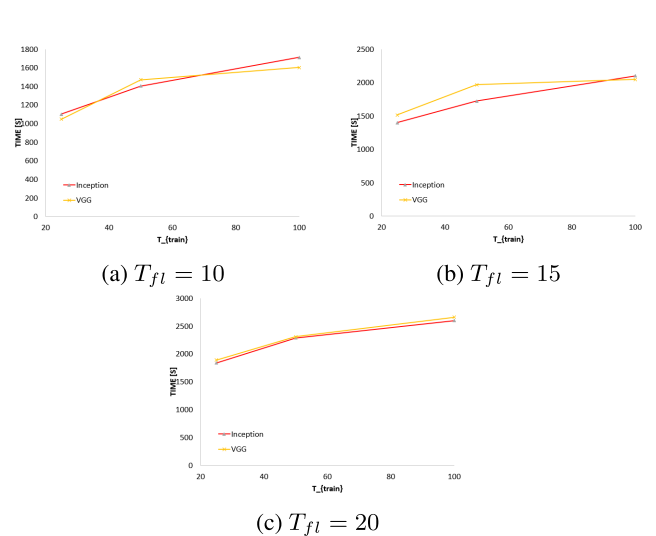 1800
1600
1400
1200
1000
800
600
400
200
0
TIME [S]
Inception
VGG
20 40 60 80 100
T_{train}
(a) T_{fl} = 10
2500
2000
1500
1000
500
0
TIME [S]
Inception
VGG
20 40 60 80 100
T_{train}
(b) T_{fl} = 15
3000
2500
2000
1500
1000
500
0
TIME [S]
Inception
VGG
20 40 60 80 100
T_{train}
(c) T_{fl} = 20